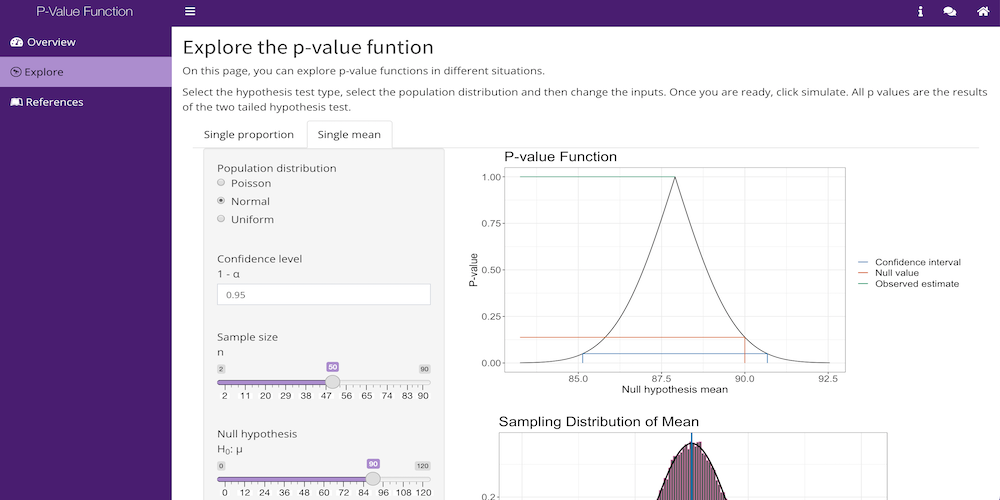 P-Value Function
Overview
Explore
References
Explore the p-value funtion
On this page, you can explore p-value functions in different situations.
Select the hypothesis test type, select the population distribution and then change the inputs. Once you are ready, click simulate. All p values are the results
of the two tailed hypothesis test.
Single proportion
Single mean
Population distribution
Poisson
Normal
Uniform
Confidence level
1 - α
0.95
Sample size
n
2 50 90
2 11 20 29 38 47 56 65 74 83 90
Null hypothesis
H₀: μ
0 90 120
0 12 24 36 48 60 72 84 96 108 120
P-value Function
P-value
1.00
0.75
0.50
0.25
0.00
85.0 87.5 90.0 92.5
Null hypothesis mean
Confidence interval
Null value
Observed estimate
Sampling Distribution of Mean
0.2